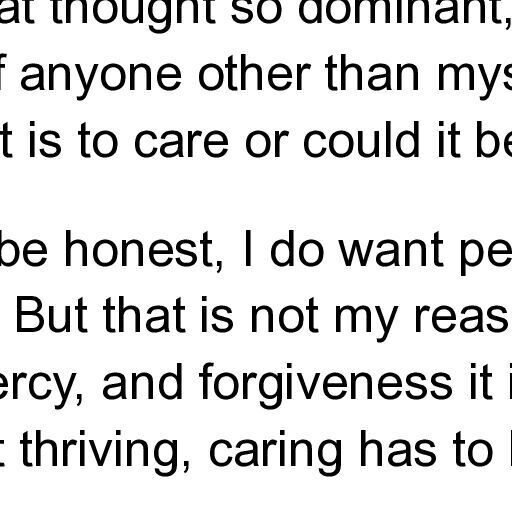 at thought so dominant,
f anyone other than mys
t is to care or could it be
be honest, I do want pe
But that is not my reas
ercy, and forgiveness it i
t thriving, caring has to